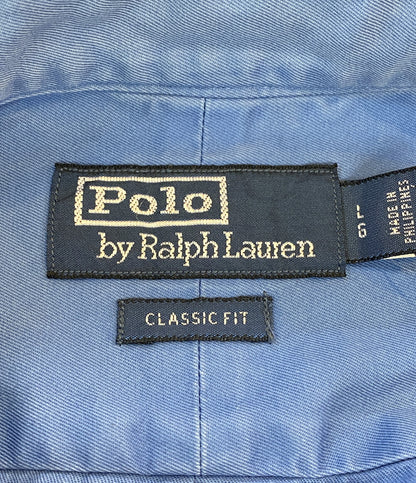 Polo
by Ralph Lauren
L
G
MADE IN
PHILIPPINES
CLASSIC FIT